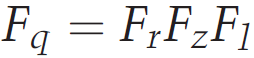 F_q = F_r F_z F_l